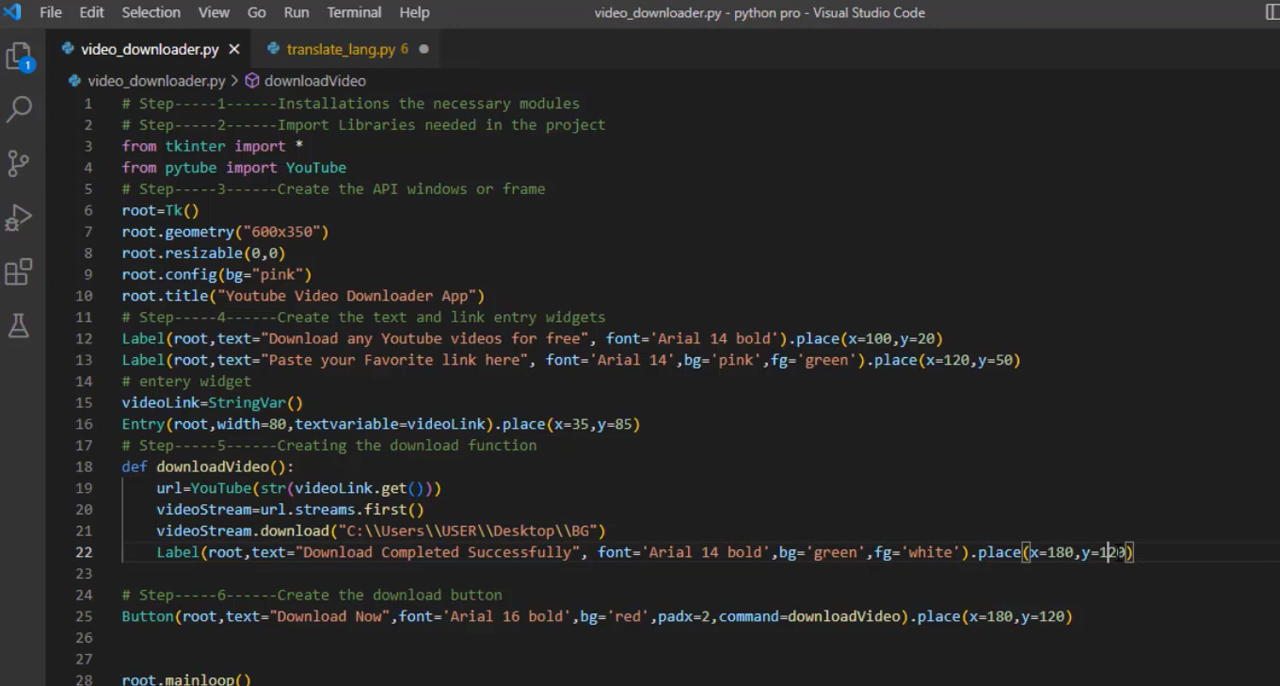 File Edit Selection View Go Run Terminal Help video_downloader.py - python pro - Visual Studio Code
video_downloader.py translate_lang.py 6
1 video_downloader.py > downloadVideo
1 # Step-----1------Installations the necessary modules
2 # Step-----2------Import Libraries needed in the project
3 from tkinter import *
4 from pytube import YouTube
5 # Step-----3------Create the API windows or frame
6 root=Tk()
7 root.geometry("600x350")
8 root.resizable(0,0)
9 root.config(bg="pink")
10 root.title("Youtube Video Downloader App")
11 # Step-----4------Create the text and link entry widgets
12 Label(root,text="Download any Youtube videos for free", font='Arial 14 bold').place(x=100,y=20)
13 Label(root,text="Paste your Favorite link here", font='Arial 14',bg='pink',fg='green').place(x=120,y=50)
14 # entery widget
15 videoLink=StringVar()
16 Entry(root,width=80,textvariable=videoLink).place(x=35,y=85)
17 # Step-----5------Creating the download function
18 def downloadVideo():
19 url=YouTube(str(videoLink.get()))
20 videoStream=url.streams.first()
21 videoStream.download("C:\\Users\\USER\\Desktop\\BG")
22 Label(root,text="Download Completed Successfully", font='Arial 14 bold',bg='green',fg='white').place(x=180,y=120)
23
24 # Step-----6------Create the download button
25 Button(root,text="Download Now",font='Arial 16 bold',bg='red',padx=2,command=downloadVideo).place(x=180,y=120)
26
27
28 root.mainloop()